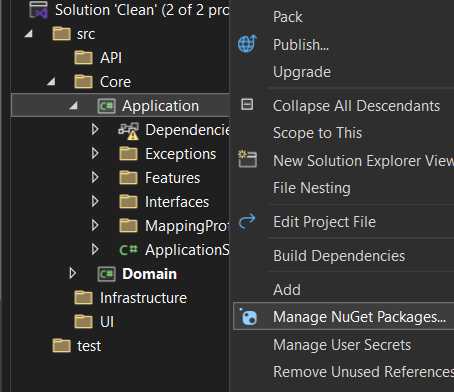 Solution 'Clean' (2 of 2 pro
src
API
Core
Application
Dependencie
Exceptions
Features
Interfaces
MappingProf
ApplicationS
Domain
Infrastructure
UI
test
Pack
Publish...
Upgrade
Collapse All Descendants
Scope to This
New Solution Explorer View
File Nesting
Edit Project File
Build Dependencies
Add
Manage NuGet Packages...
Manage User Secrets
Remove Unused References